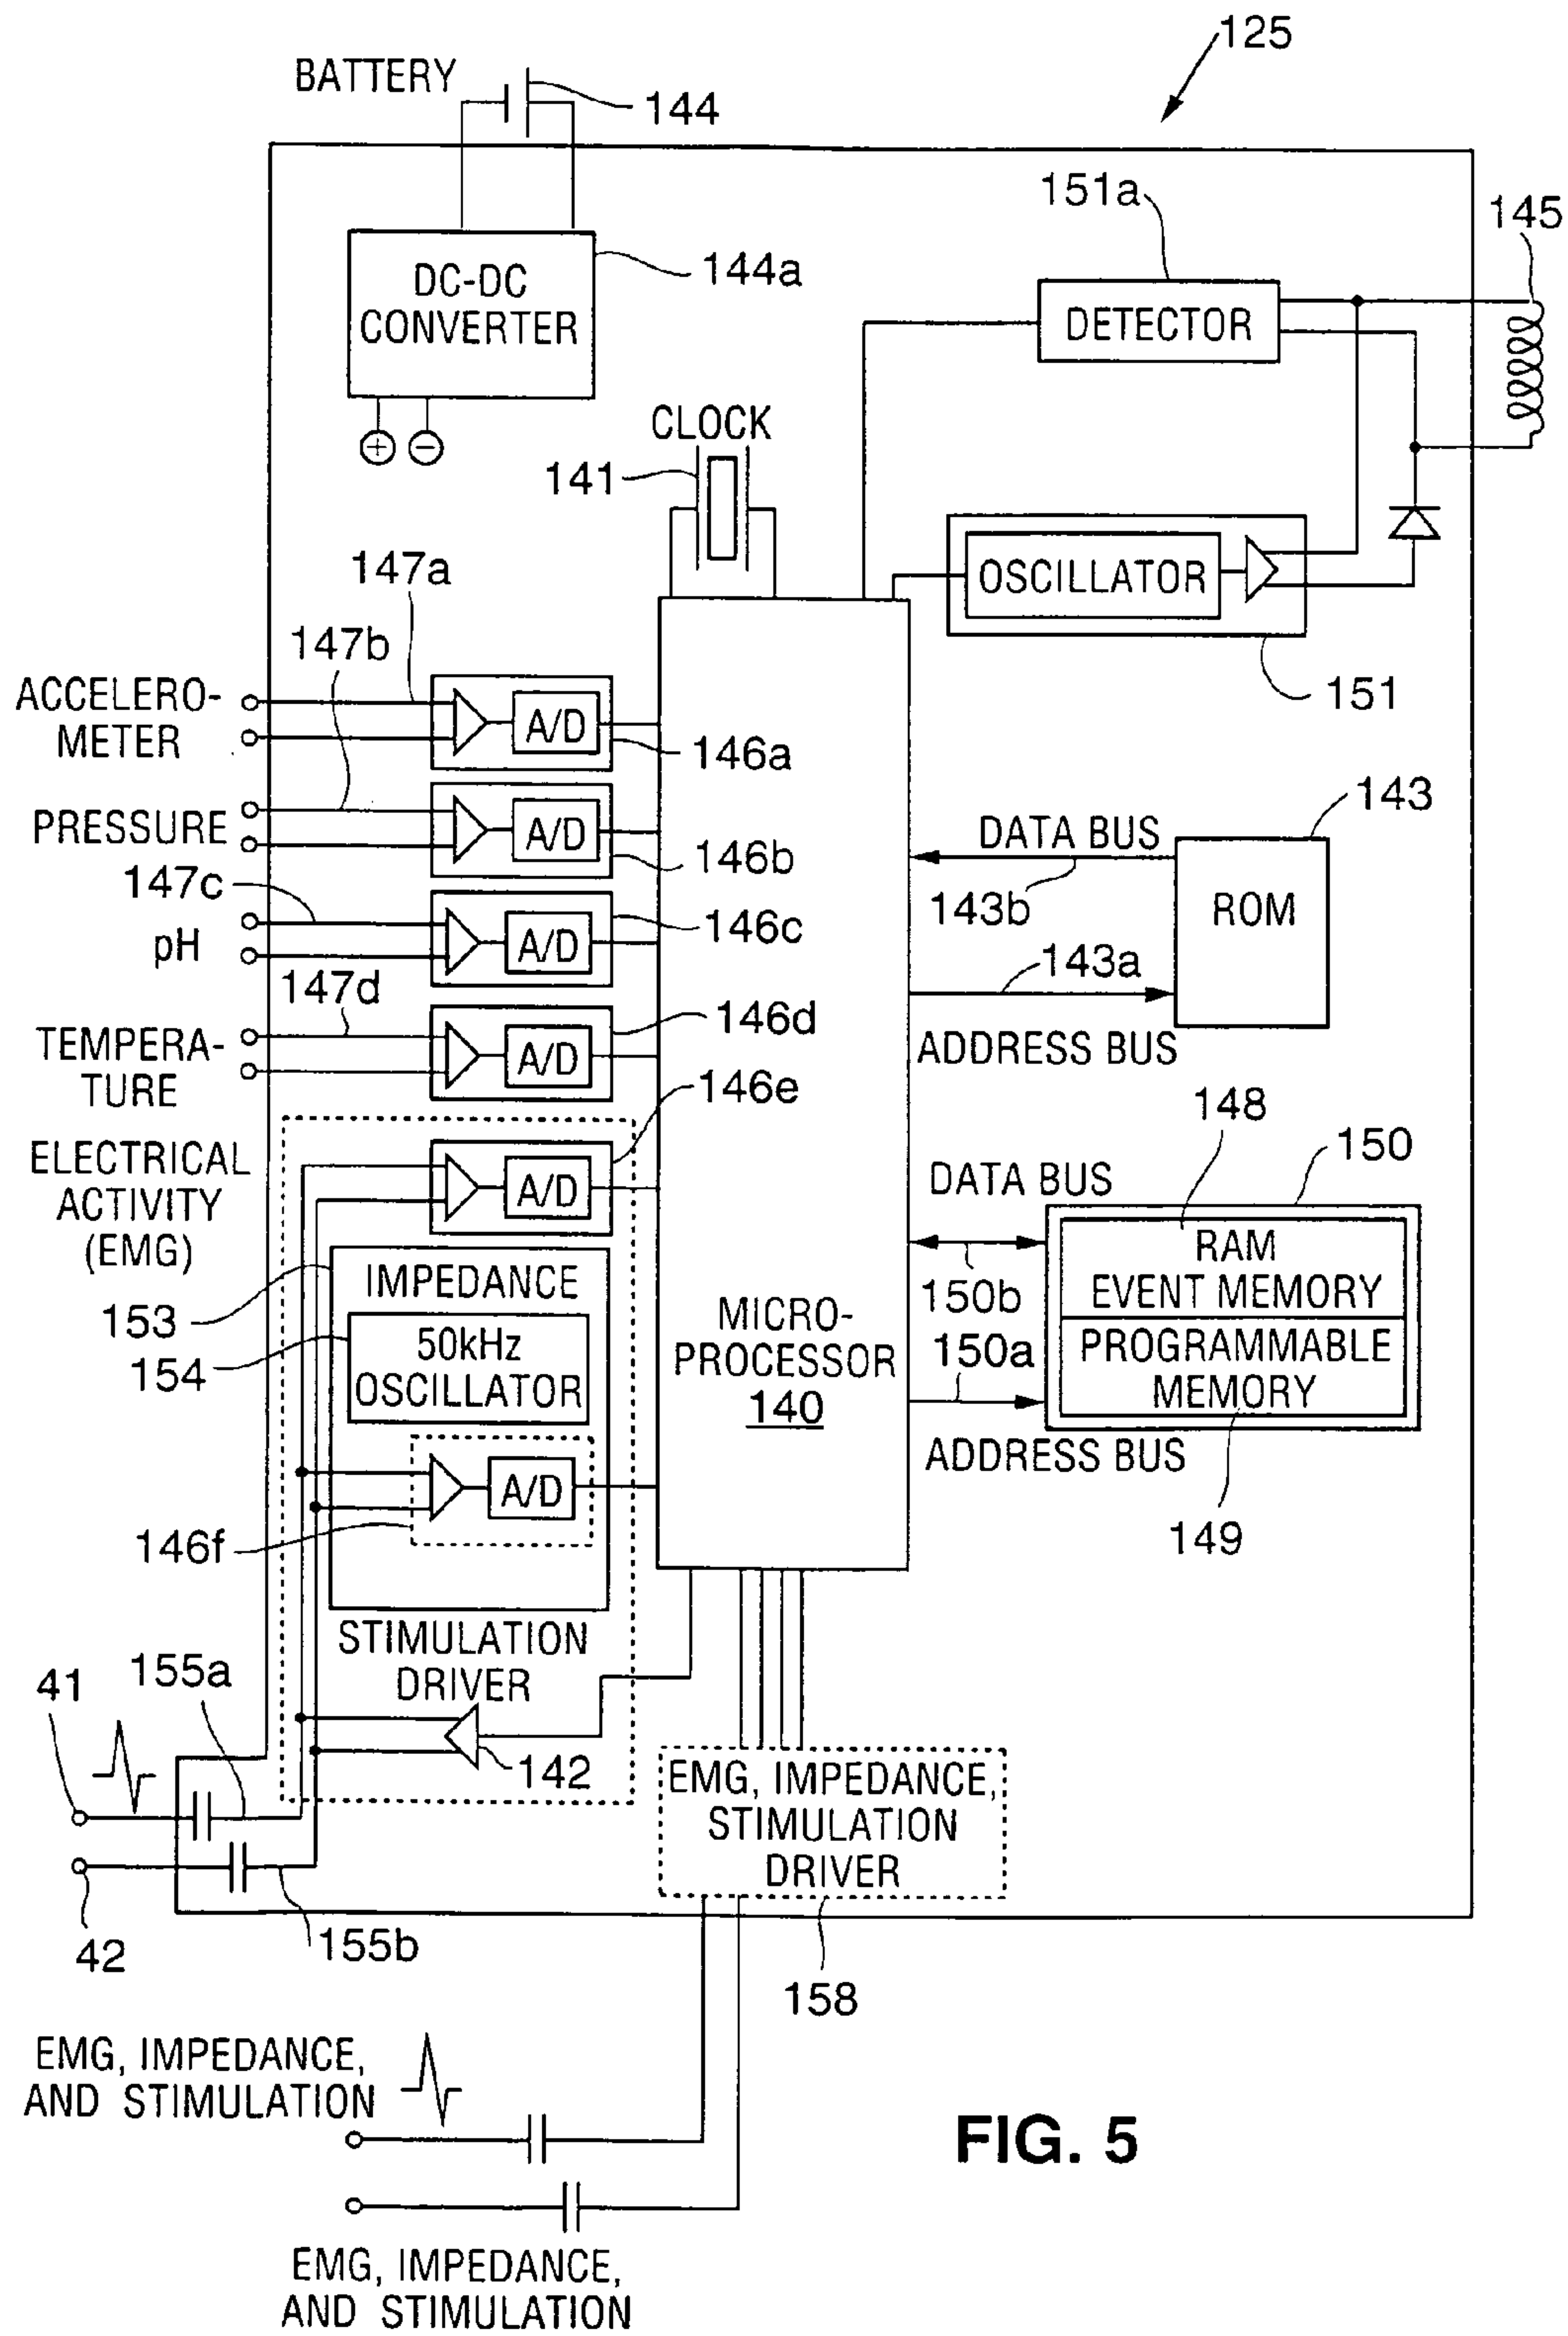 125
BATTERY
144
151a
145
DC-DC
CONVERTER
144a
DETECTOR
CLOCK
141
OSCILLATOR
151
147a
147b
ACCELERO-
METER
A/D
146a
PRESSURE
A/D
146b
147c
pH
A/D
146c
147d
TEMPERA-
TURE
A/D
146d
146e
ELECTRICAL
ACTIVITY
(EMG)
A/D
DATA BUS
143
143b
ROM
143a
ADDRESS BUS
148
150
DATA BUS
RAM
EVENT MEMORY
150b
PROGRAMMABLE
MEMORY
150a
ADDRESS BUS
149
MICRO-
PROCESSOR
140
153
IMPEDANCE
154
50kHz
OSCILLATOR
A/D
146f
STIMULATION
DRIVER
142
41
155a
42
155b
EMG, IMPEDANCE,
STIMULATION
DRIVER
158
EMG, IMPEDANCE,
AND STIMULATION
EMG, IMPEDANCE,
AND STIMULATION
FIG. 5